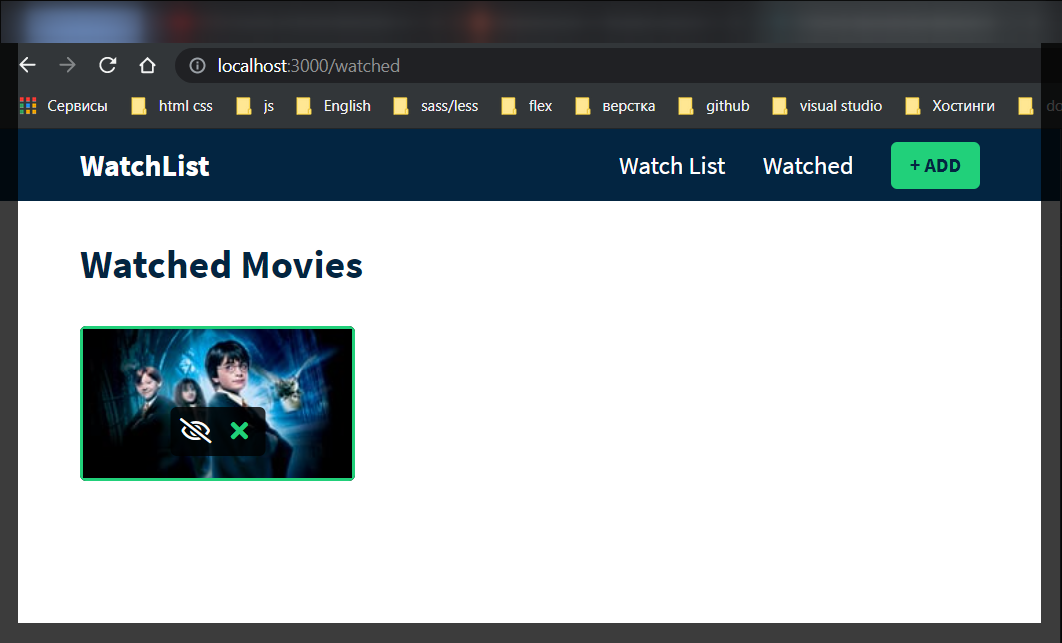 localhost:3000/watched
Сервисы html css js English sass/less flex верстка github visual studio Хостинги
WatchList Watch List Watched + ADD
Watched Movies